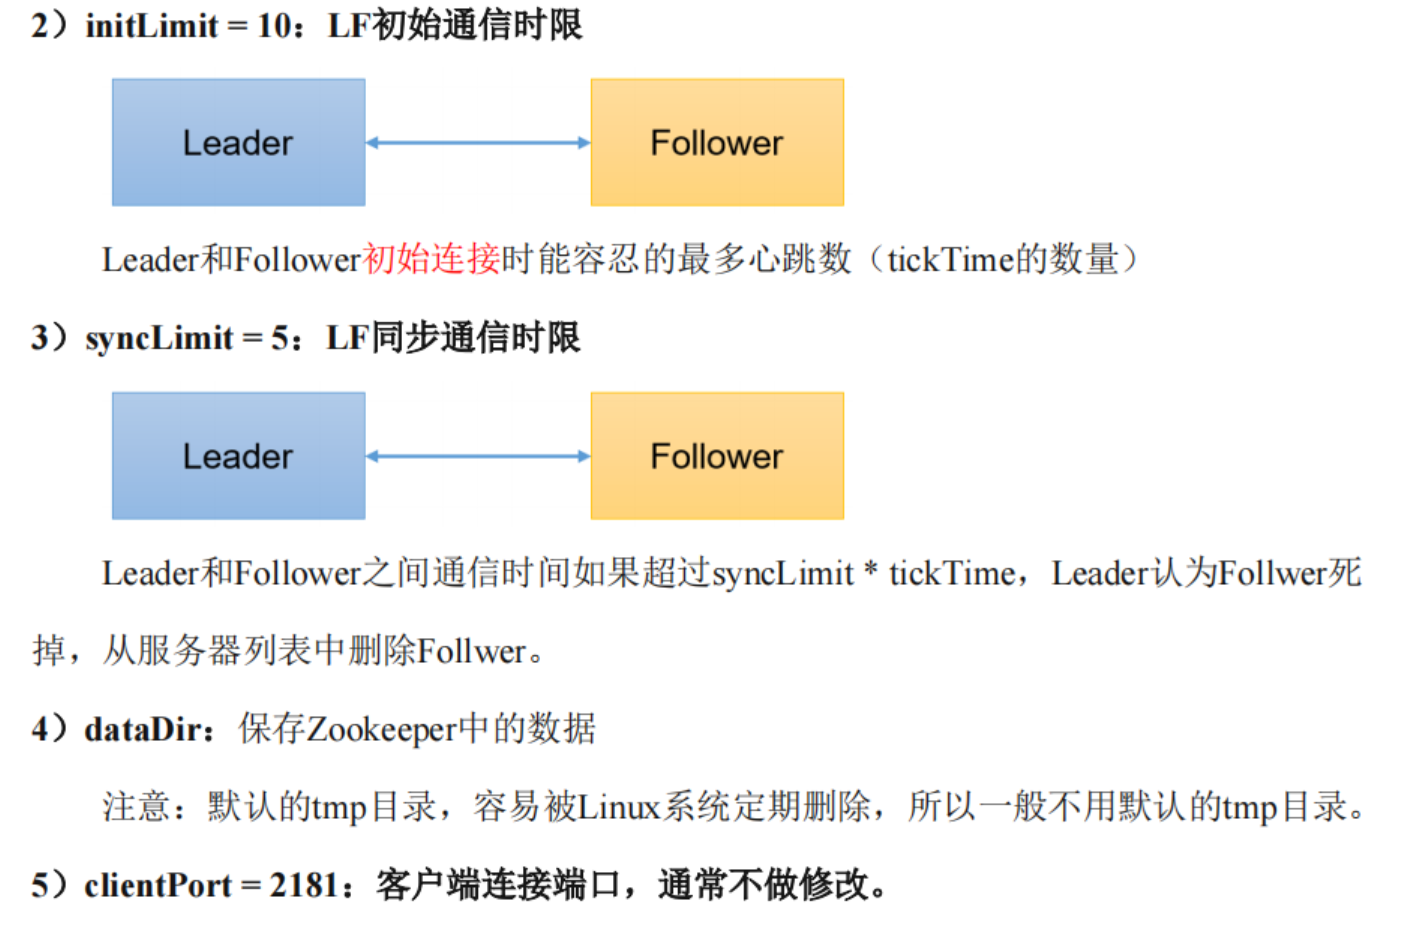 2）initLimit = 10：LF初始通信时限
Leader
Follower
Leader和Follower初始连接时能容忍的最多心跳数（tickTime的数量）
3）syncLimit = 5：LF同步通信时限
Leader
Follower
Leader和Follower之间通信时间如果超过syncLimit * tickTime，Leader认为Follwer死
掉，从服务器列表中删除Follwer。
4）dataDir：保存Zookeeper中的数据
注意：默认的tmp目录，容易被Linux系统定期删除，所以一般不用默认的tmp目录。
5）clientPort = 2181：客户端连接端口，通常不做修改。